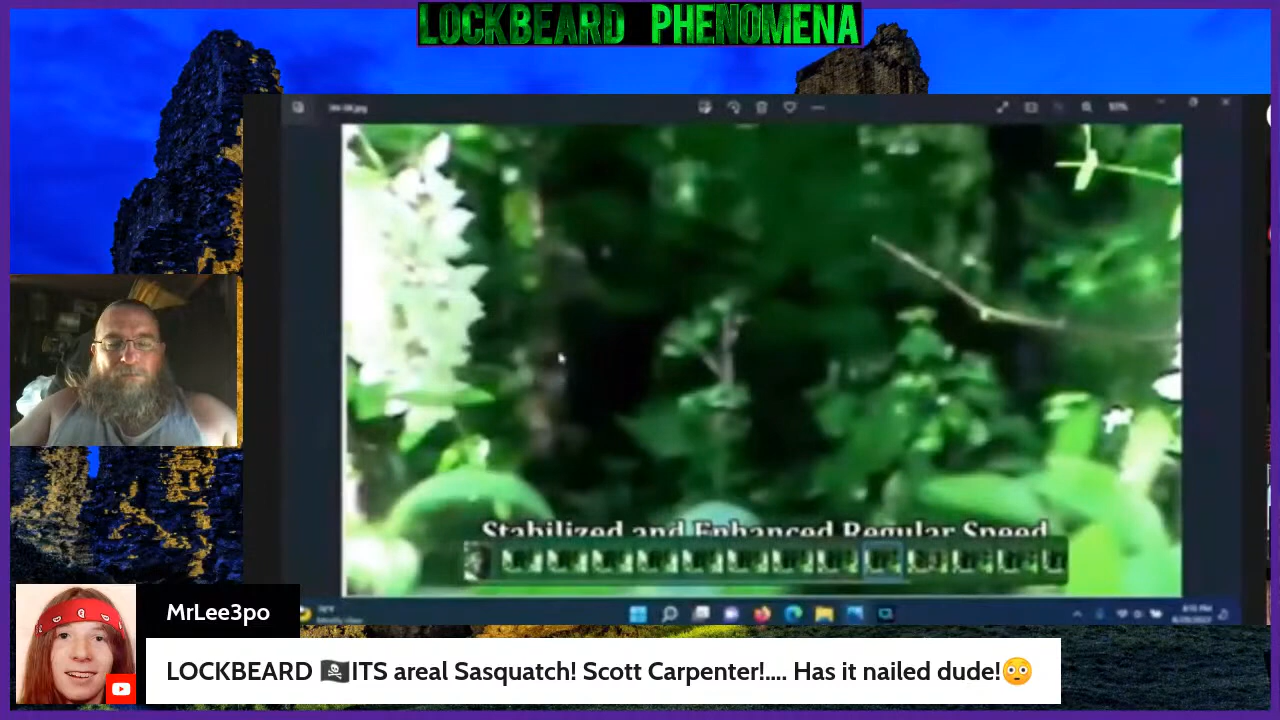 LOCKBEARD PHENOMENA
Stabilized and Enhanced Regular Speed
MrLee3po
LOCKBEARD 🏴‍☠️ITS areal Sasquatch! Scott Carpenter!.... Has it nailed dude!😳